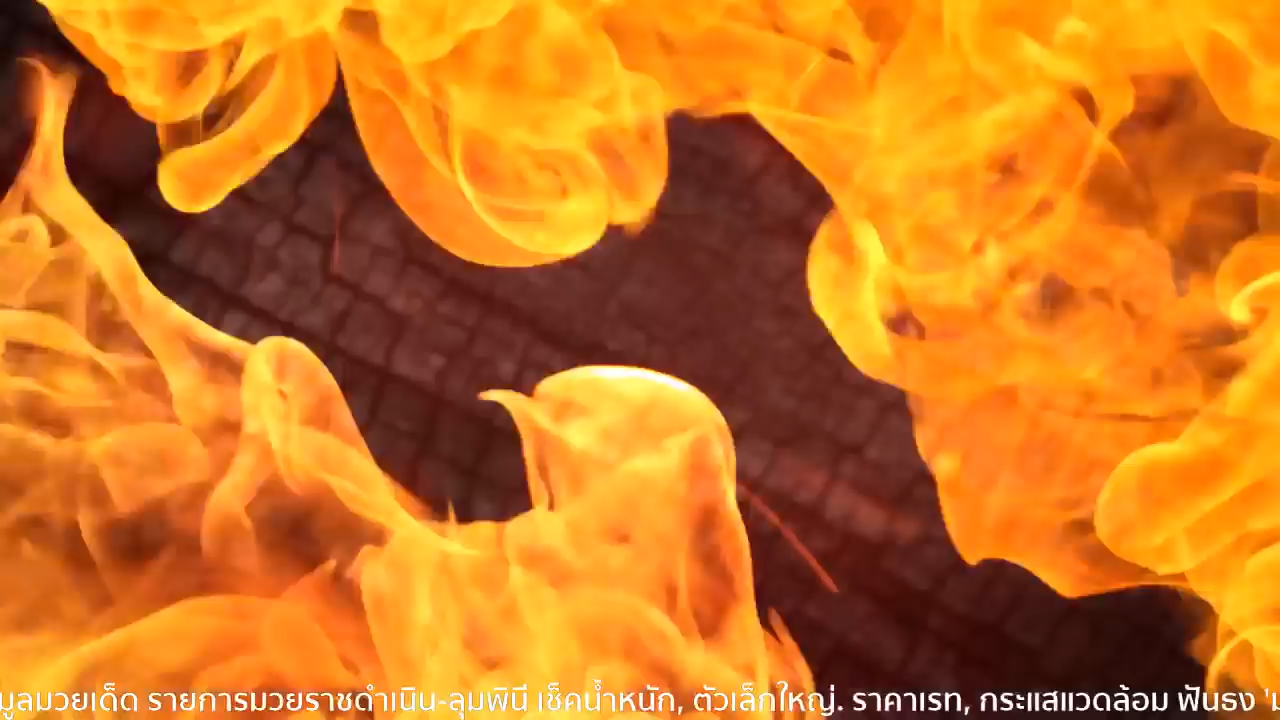 มูลมวยเด็ด รายการมวยราชดำเนิน-ลุมพินี เช็คน้ำหนัก, ตัวเล็กใหญ่. ราคาเรท, กระแสแวดล้อม ฟันธง '